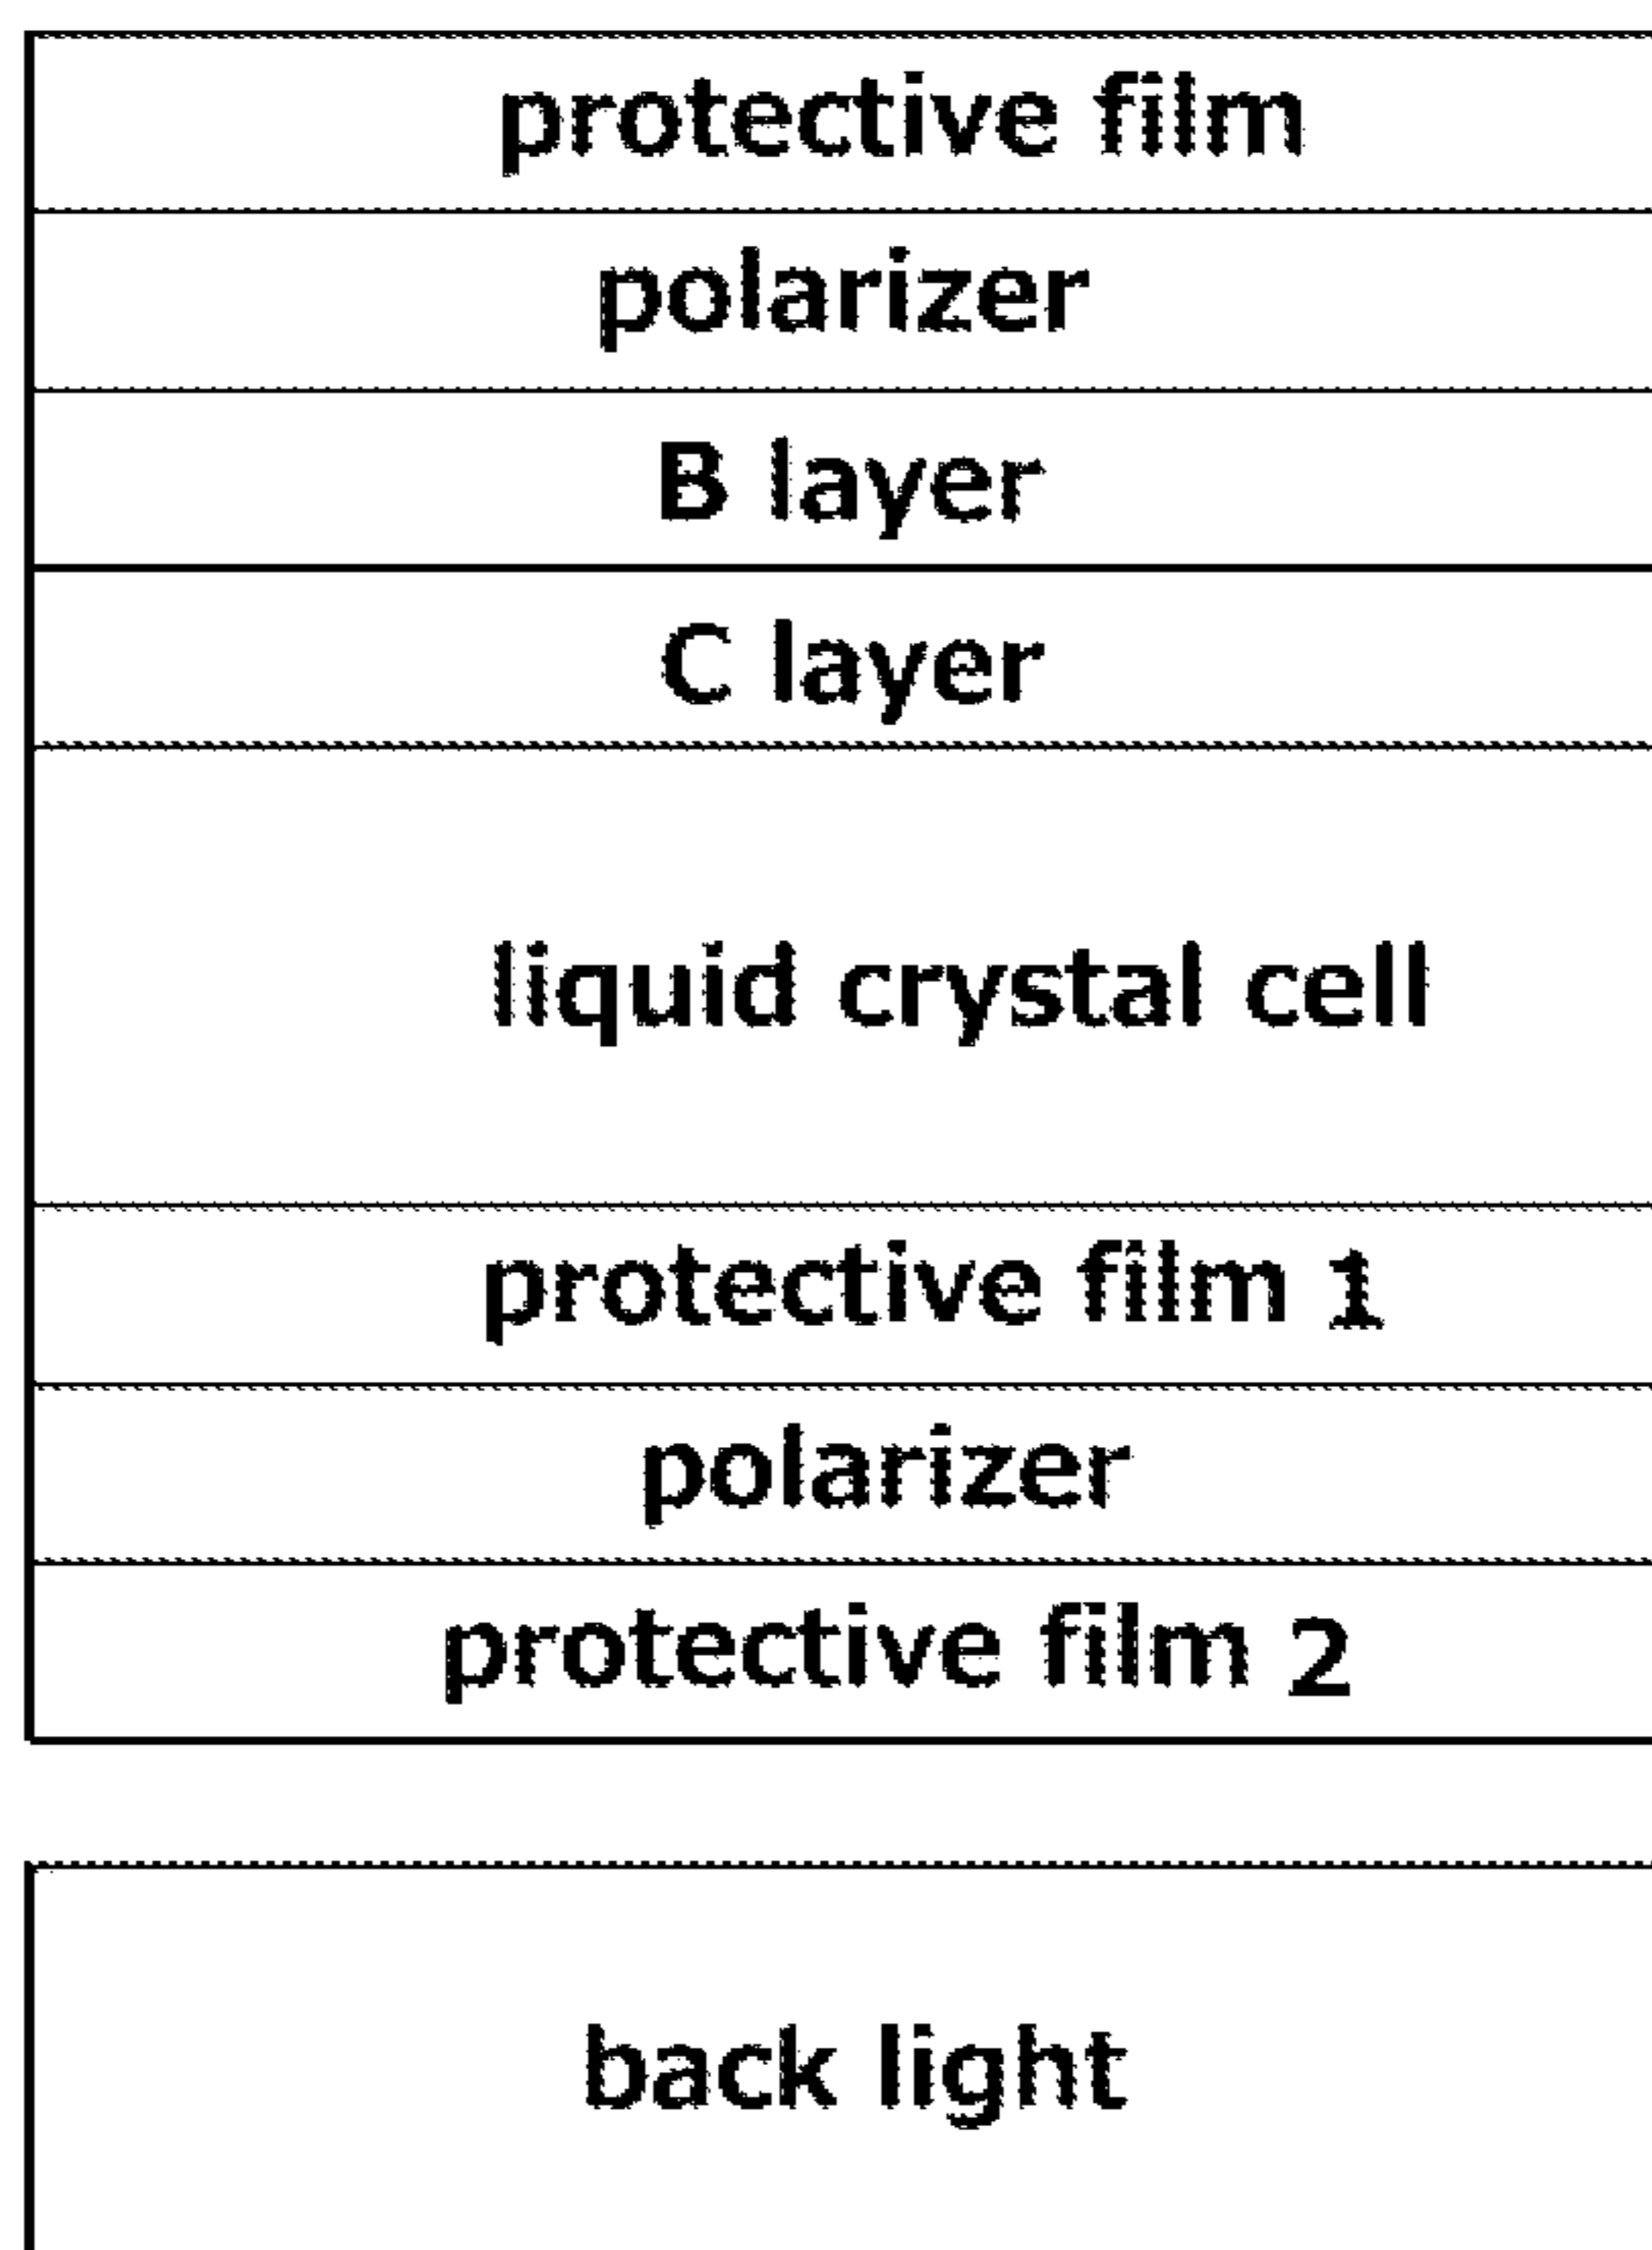 protective film
polarizer
B layer
C layer
liquid crystal cell
protective film 1
polarizer
protective film 2
back light